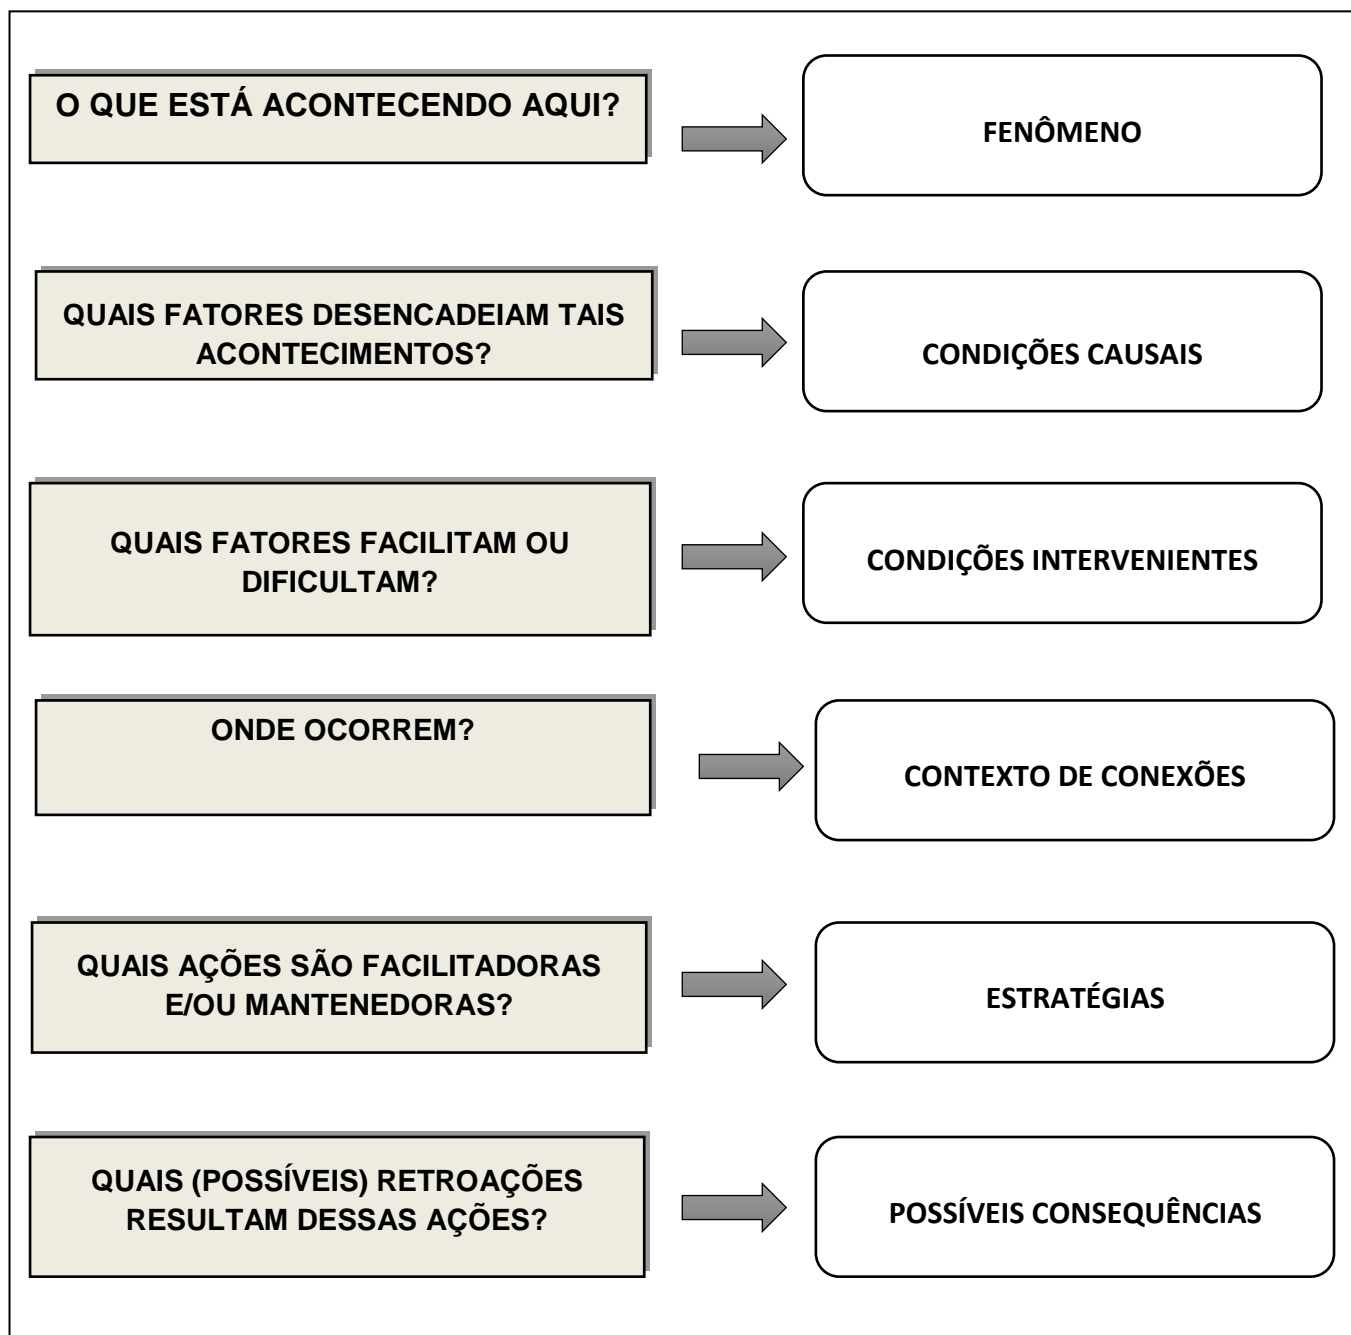 O QUE ESTÁ ACONTECENDO AQUI?
FENÔMENO
QUAIS FATORES DESENCADEIAM TAIS
ACONTECIMENTOS?
CONDIÇÕES CAUSAIS
QUAIS FATORES FACILITAM OU
DIFICULTAM?
CONDIÇÕES INTERVENIENTES
ONDE OCORREM?
CONTEXTO DE CONEXÕES
QUAIS AÇÕES SÃO FACILITADORAS
E/OU MANTENEDORAS?
ESTRATÉGIAS
QUAIS (POSSÍVEIS) RETROAÇÕES
RESULTAM DESSAS AÇÕES?
POSSÍVEIS CONSEQUÊNCIAS